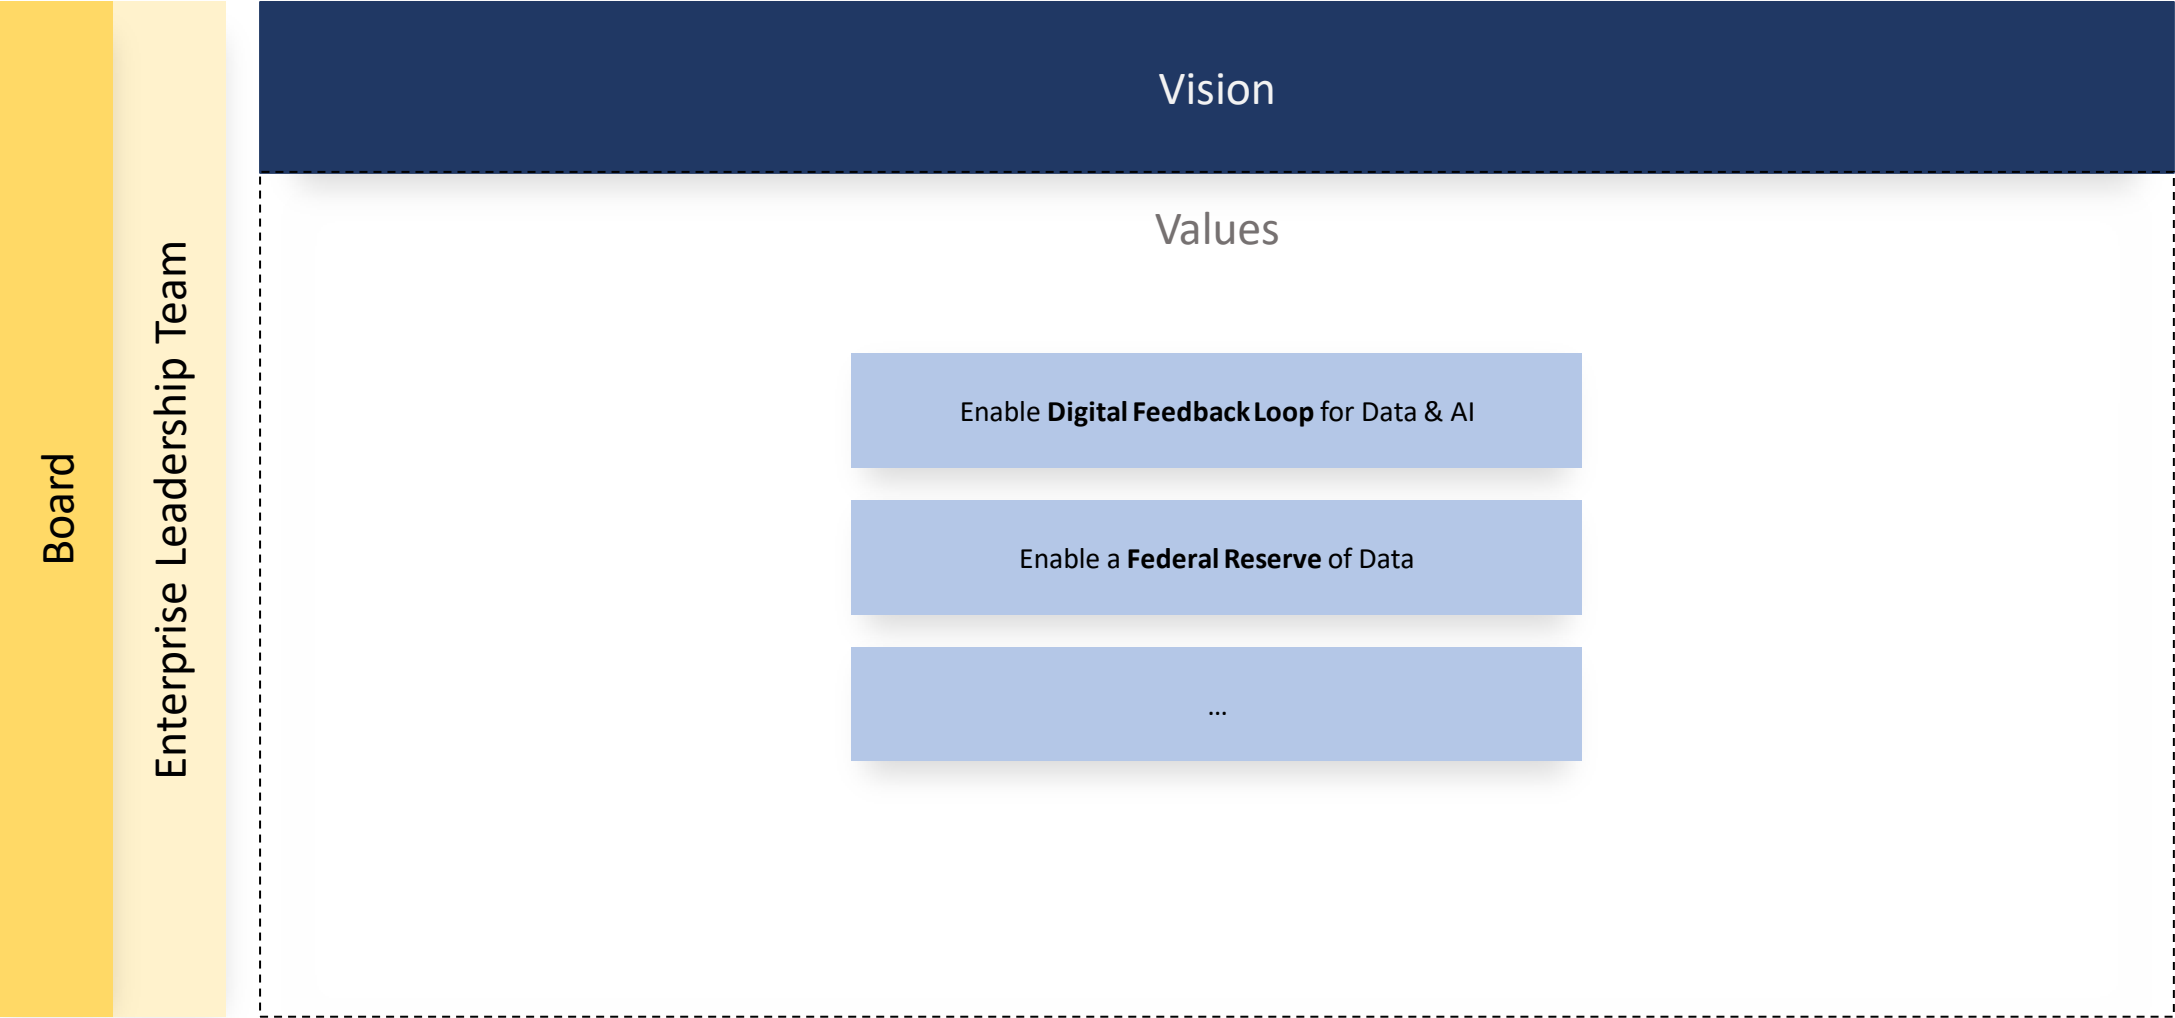 Board
Enterprise Leadership Team
Vision
Values
Enable Digital Feedback Loop for Data & AI
Enable a Federal Reserve of Data
...